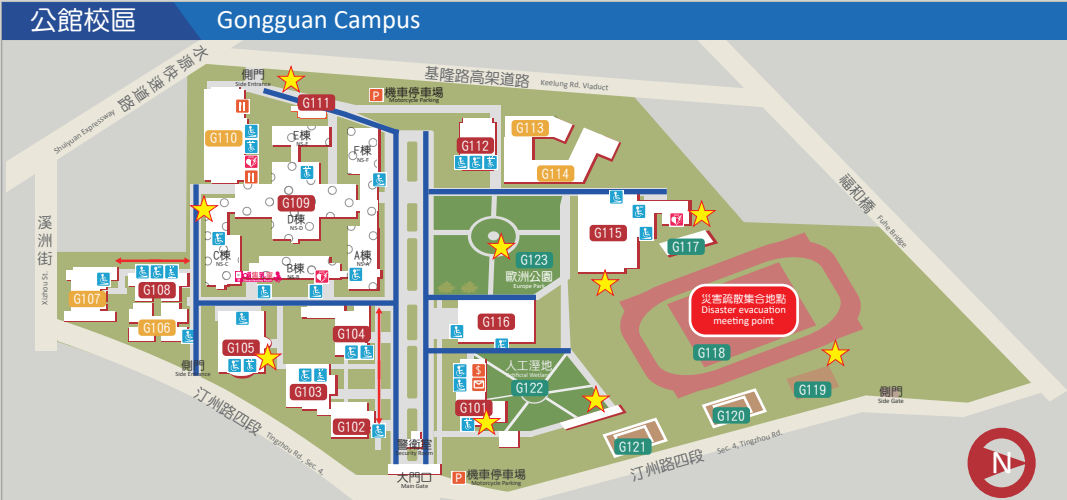 公館校區 Gongguan Campus
水源快速道路
Shuiyuan Expressway
側門
Side Entrance
基隆路高架道路 Keelung Rd. Viaduct
P 機車停車場
Motorcycle Parking
G111
G110
E棟
NS-E
F棟
NS-F
G112
G113
G114
福和橋
Fuhe Bridge
溪洲街
Xizhou St.
G109
D棟
NS-D
C棟
NS-C
B棟
A棟
NS-A
G123
歐洲公園
Europe Park
G115
G117
G107
G108
G106
災害疏散集合地點
Disaster evacuation
meeting point
G118
G105
G104
G116
側門
Side Entrance
人工溼地
Artificial Wetland
G122
G103
G102
$
G101
G119
側門
Side Gate
G120
G121
汀州路四段 Tingzhou Rd., Sec. 4,
警衛室
Security Room
大門口
Main Gate
P 機車停車場
Motorcycle Parking
汀州路四段 Sec. 4, Tingzhou Rd.
N